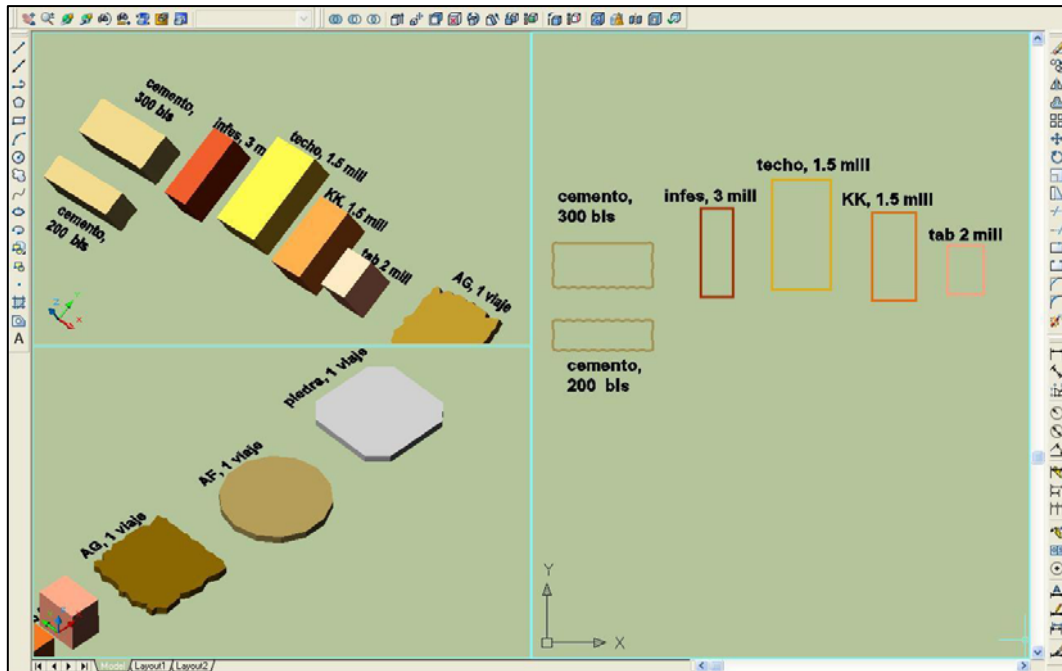 cemento,
300 bls
infes, 3 m
techo, 1.5 mill
KK, 1.5 mill
tab 2 mill
cemento,
200 bls
AG, 1 viaje
Z
X
A
piedra, 1 viaje
AF, 1 viaje
AG, 1 viaje
techo, 1.5 mill
cemento,
300 bls
infes, 3 mill
KK, 1.5 mill
tab 2 mill
cemento,
200 bls
Y
X
A
Model
Layout1
Layout2